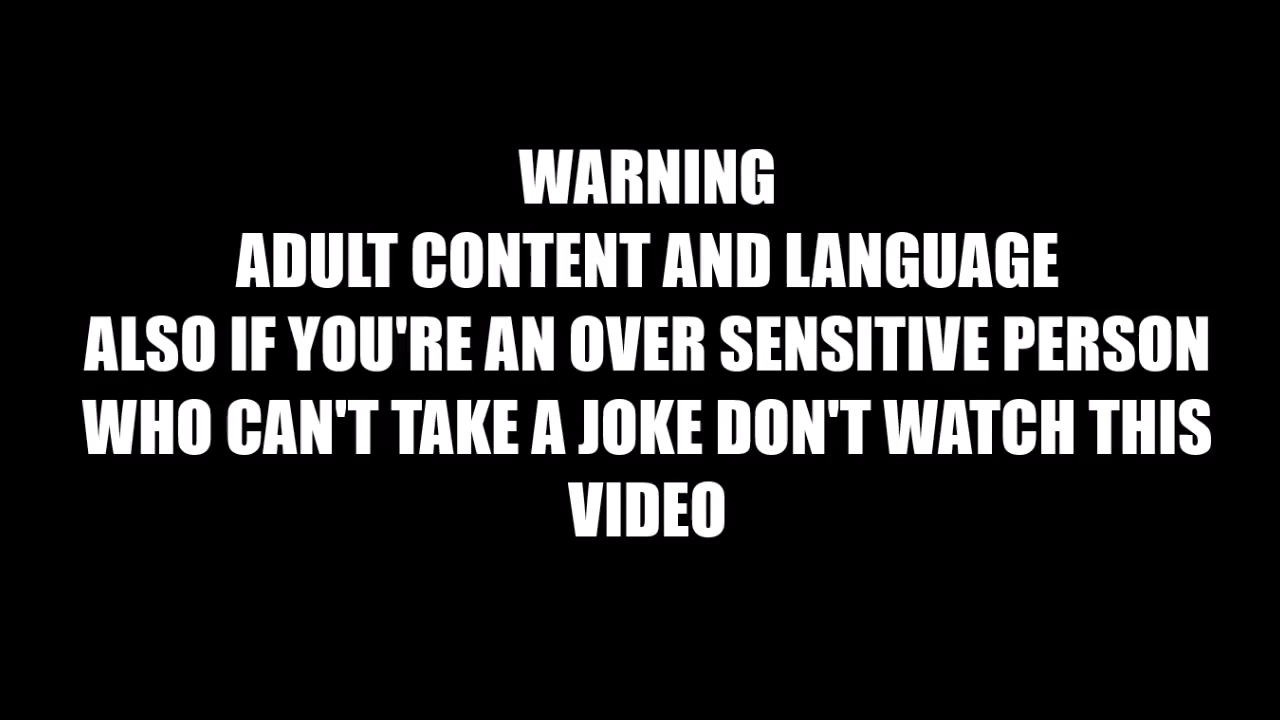 WARNING
ADULT CONTENT AND LANGUAGE
ALSO IF YOU'RE AN OVER SENSITIVE PERSON
WHO CAN'T TAKE A JOKE DON'T WATCH THIS
VIDEO